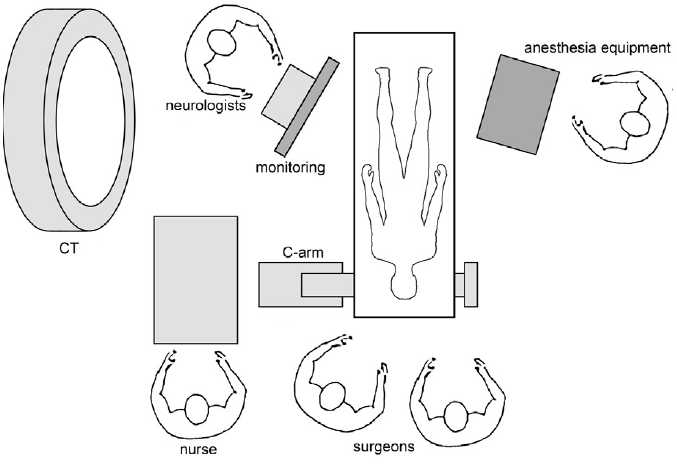 anesthesia equipment
neurologists
monitoring
CT
C-arm
nurse
surgeons